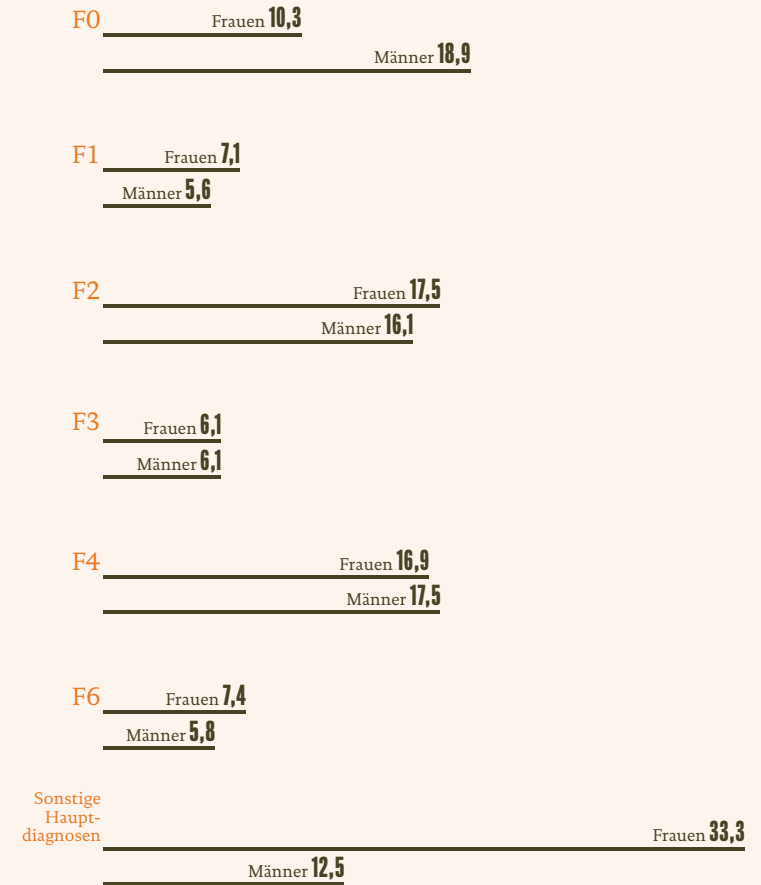 F0
Frauen 10,3
Männer 18,9
F1
Frauen 7,1
Männer 5,6
F2
Frauen 17,5
Männer 16,1
F3
Frauen 6,1
Männer 6,1
F4
Frauen 16,9
Männer 17,5
F6
Frauen 7,4
Männer 5,8
Sonstige
Haupt-
diagnosen
Frauen 33,3
Männer 12,5